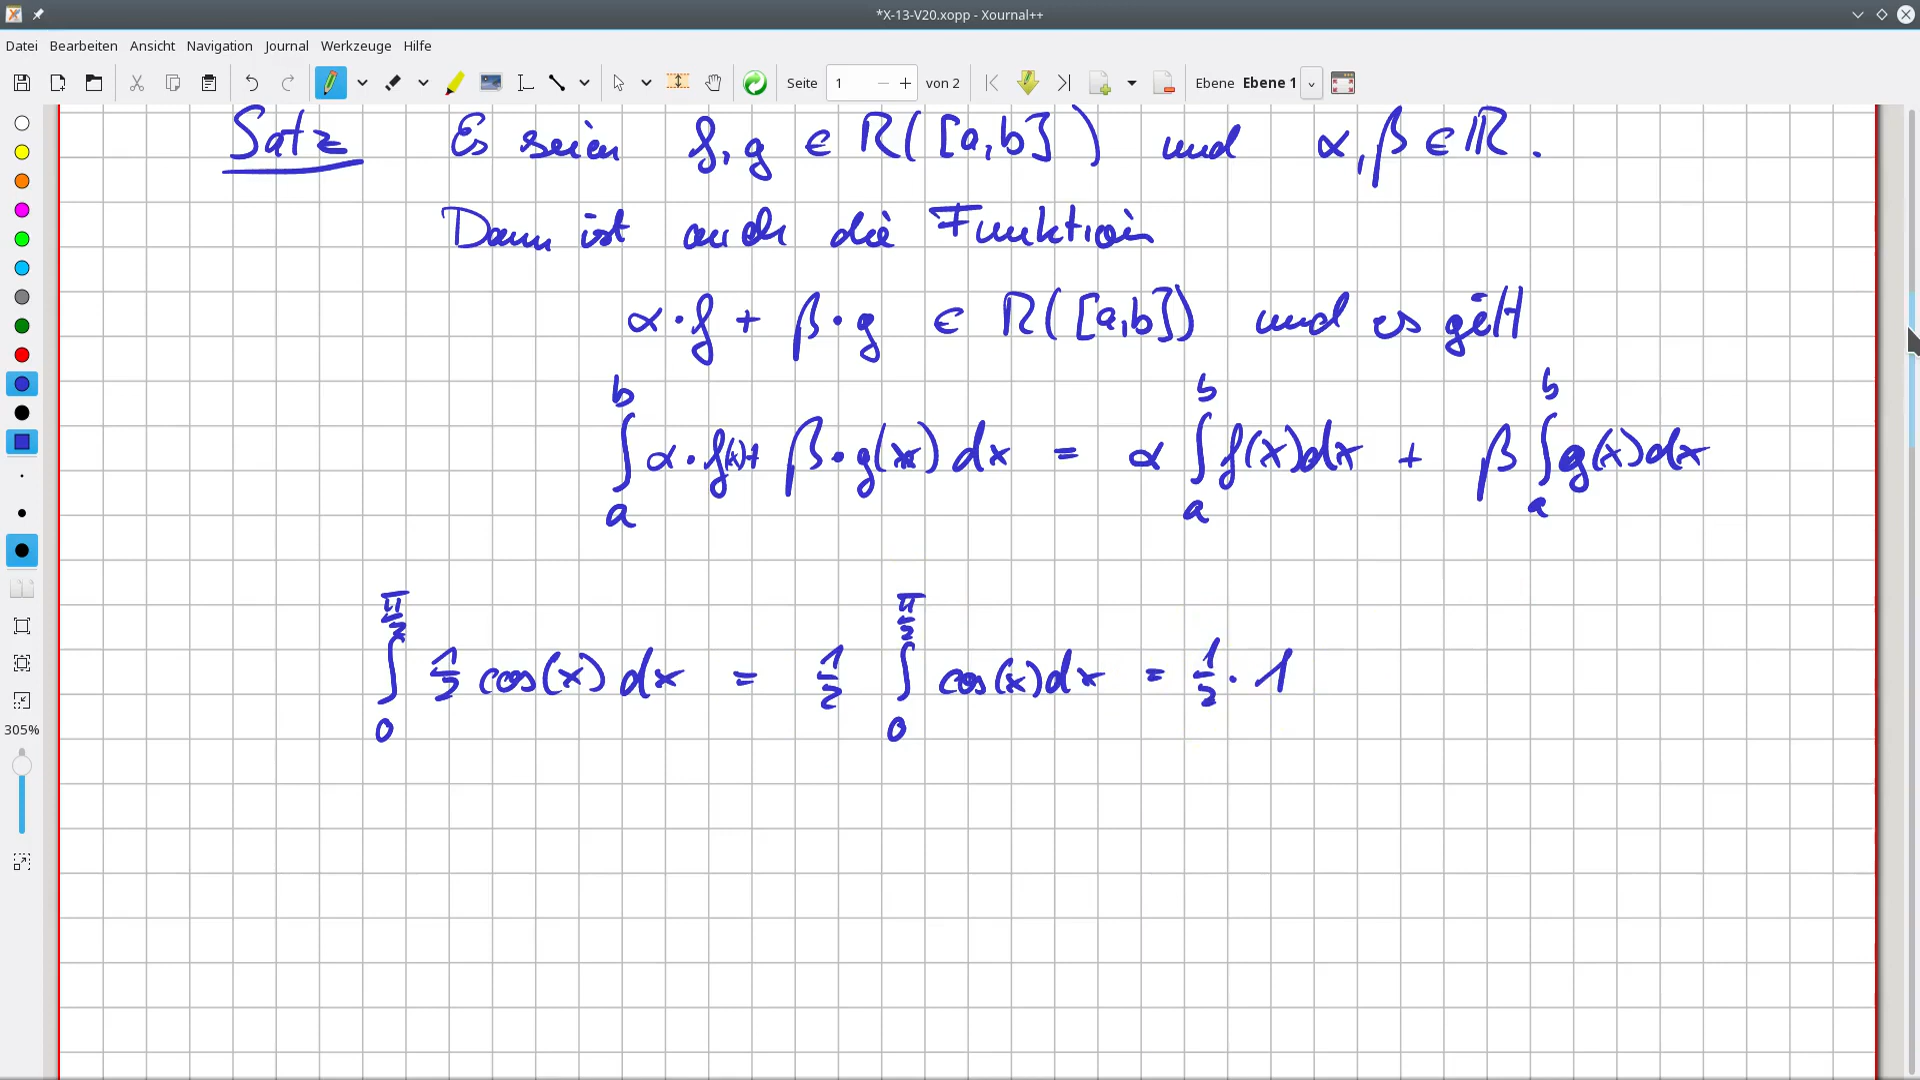 *X-13-V20.xopp - Xournal++
Datei Bearbeiten Ansicht Navigation Journal Werkzeuge Hilfe
Seite 1 von 2 Ebene Ebene 1
Satz Es seien f, g ∈ R([a,b]) und α, β ∈ ℝ.
Dann ist auch die Funktion
α·f + β·g ∈ R([a,b]) und es gilt
∫_a^b α·f(x) + β·g(x) dx = α ∫_a^b f(x)dx + β ∫_a^b g(x)dx
∫_0^{π/2} 1/2 cos(x) dx = 1/2 ∫_0^{π/2} cos(x)dx = 1/2 · 1
305%